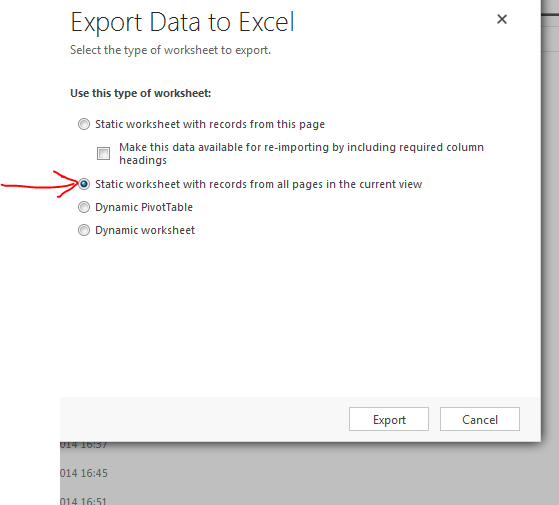 Export Data to Excel
Select the type of worksheet to export.
Use this type of worksheet:
Static worksheet with records from this page
Make this data available for re-importing by including required column
headings
Static worksheet with records from all pages in the current view
Dynamic PivotTable
Dynamic worksheet
Export Cancel
014 16:37
014 16:45
014 16:51